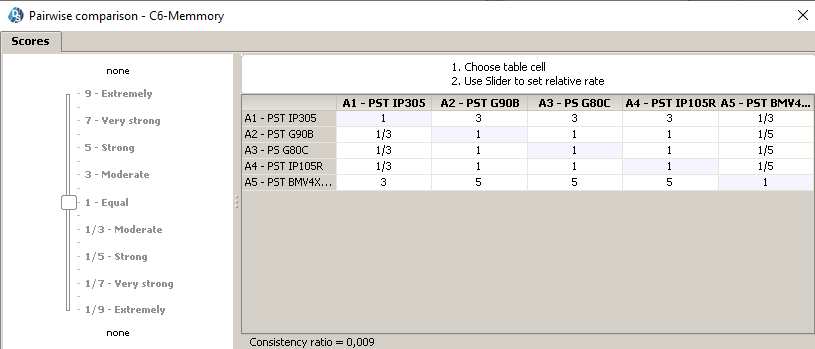 Pairwise comparison - C6-Memmory
Scores
none
9 - Extremely
7 - Very strong
5 - Strong
3 - Moderate
1 - Equal
1/3 - Moderate
1/5 - Strong
1/7 - Very strong
1/9 - Extremely
none
1. Choose table cell
2. Use Slider to set relative rate
A1 - PST IP305 A2 - PST G90B A3 - PS G80C A4 - PST IP105R A5 - PST BMV4...
A1 - PST IP305 1 3 3 3 1/3
A2 - PST G90B 1/3 1 1 1 1/5
A3 - PS G80C 1/3 1 1 1 1/5
A4 - PST IP105R 1/3 1 1 1 1/5
A5 - PST BMV4X... 3 5 5 5 1
Consistency ratio = 0,009